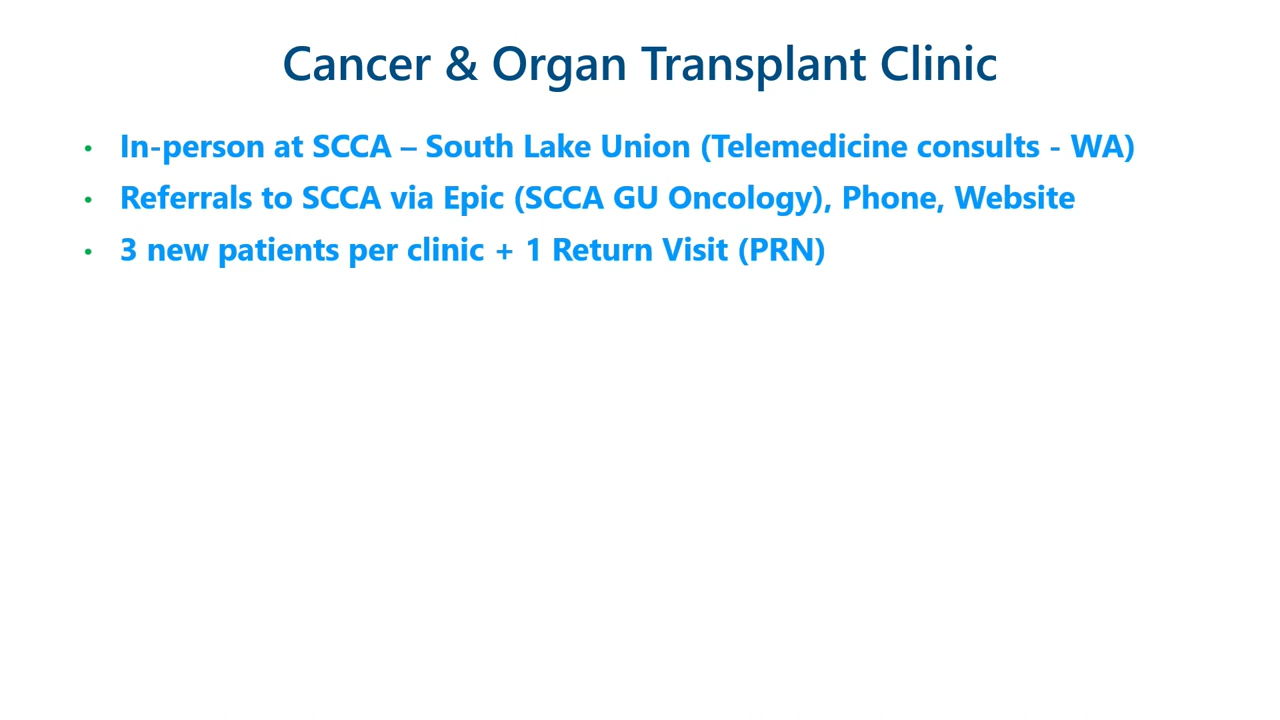 Cancer & Organ Transplant Clinic
• In-person at SCCA – South Lake Union (Telemedicine consults - WA)
• Referrals to SCCA via Epic (SCCA GU Oncology), Phone, Website
• 3 new patients per clinic + 1 Return Visit (PRN)